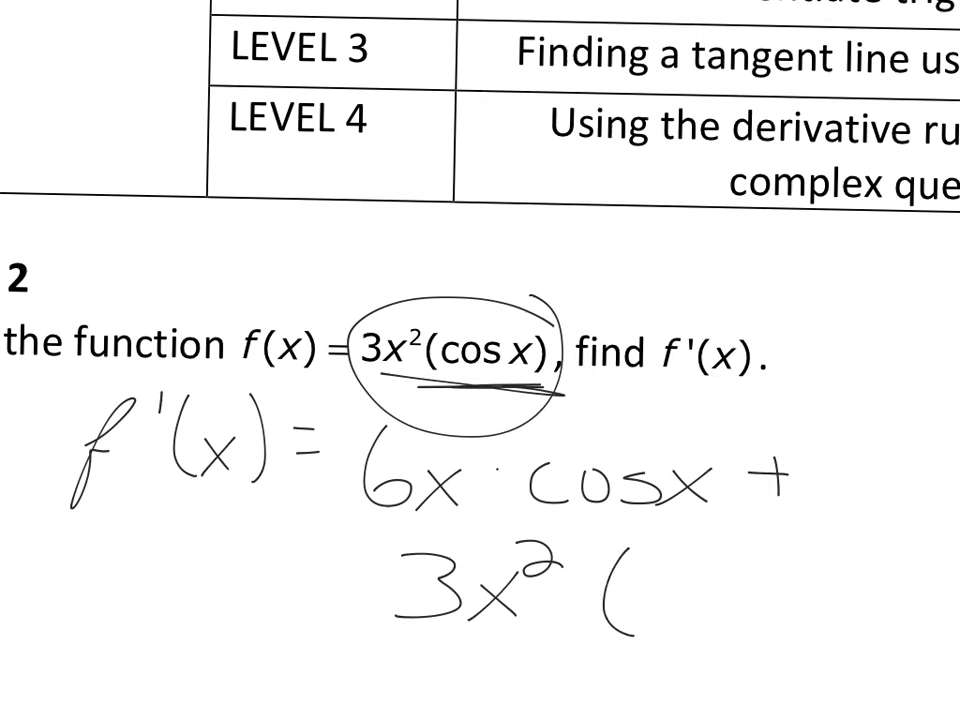 LEVEL 3
Finding a tangent line us
LEVEL 4
Using the derivative ru
complex que
2
the function f(x) = 3x²(cos x), find f'(x).
f'(x) = 6x · cosx +
3x² (